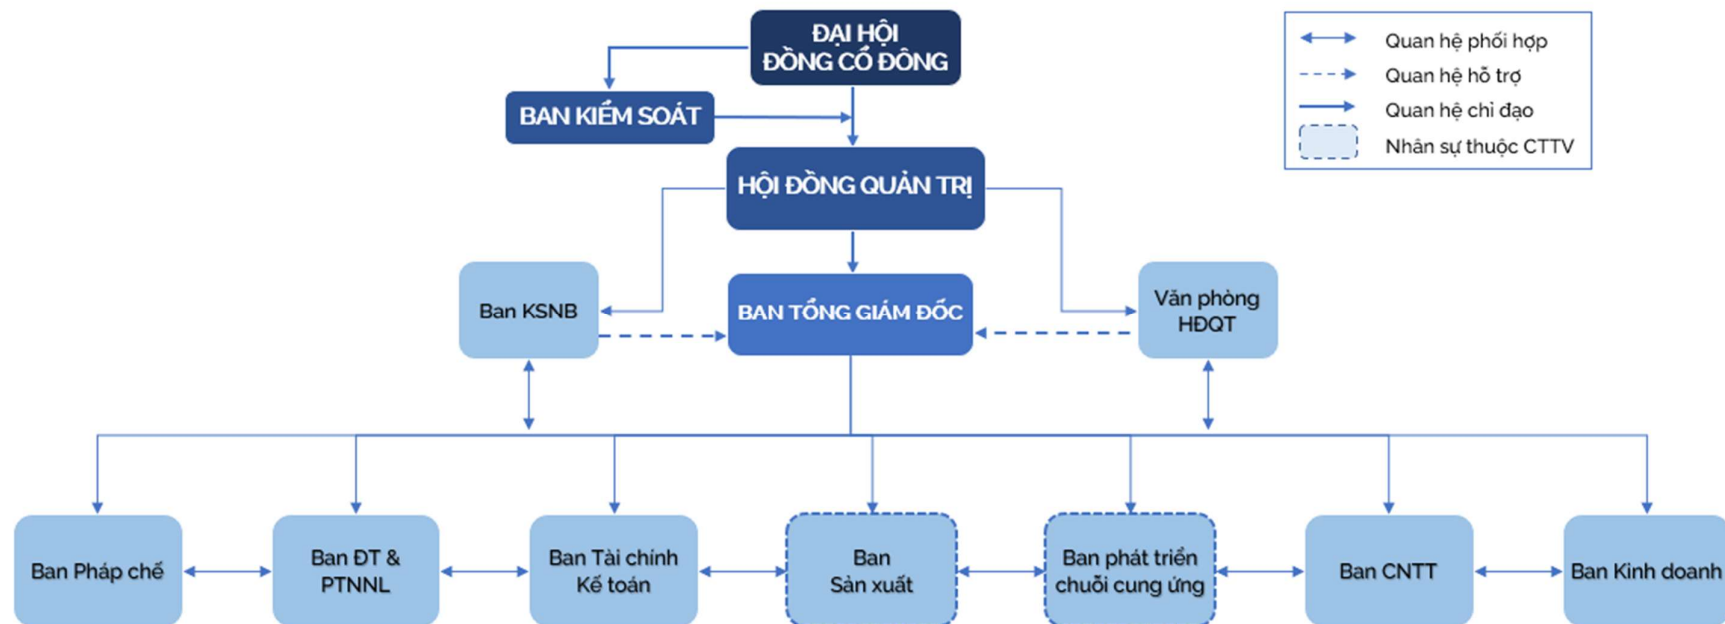 ĐẠI HỘI
ĐỒNG CỔ ĐÔNG
BAN KIỂM SOÁT
HỘI ĐỒNG QUẢN TRỊ
Quan hệ phối hợp
Quan hệ hỗ trợ
Quan hệ chỉ đạo
Nhân sự thuộc CTTV
Ban KSNB
BAN TỔNG GIÁM ĐỐC
Văn phòng
HĐQT
Ban Pháp chế
Ban ĐT &
PTNNL
Ban Tài chính
Kế toán
Ban
Sản xuất
Ban phát triển
chuỗi cung ứng
Ban CNTT
Ban Kinh doanh